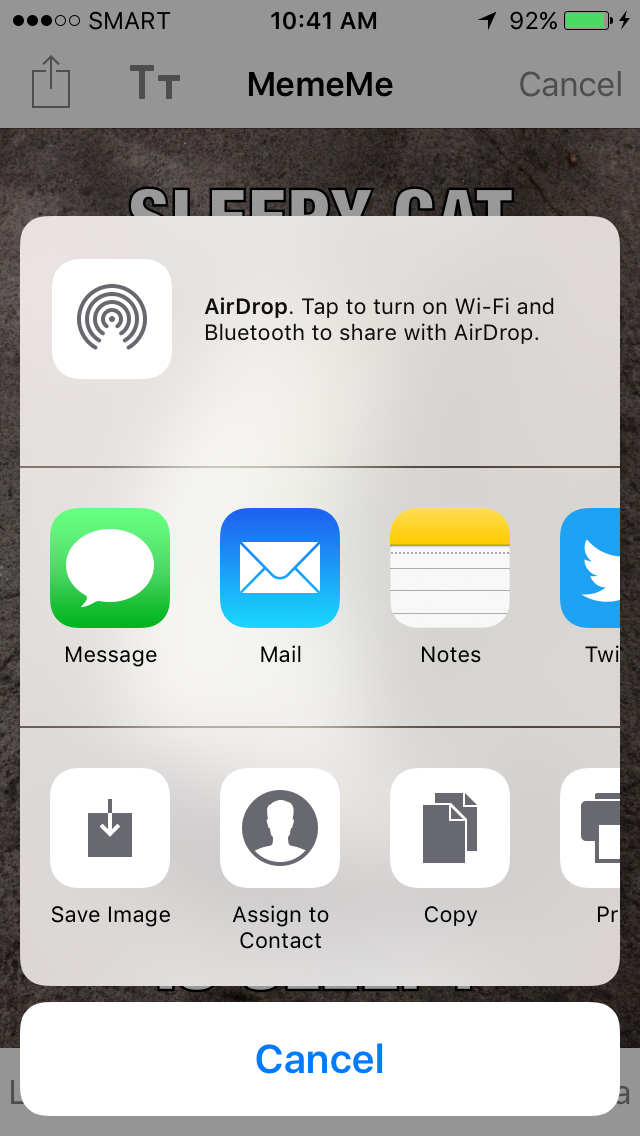 SMART 10:41 AM 92%
MemeMe Cancel
SLEEPY CAT
AirDrop. Tap to turn on Wi-Fi and
Bluetooth to share with AirDrop.
Message Mail Notes Twi
Save Image Assign to Copy Pr
Contact
IS SLEEPY
Cancel
L a